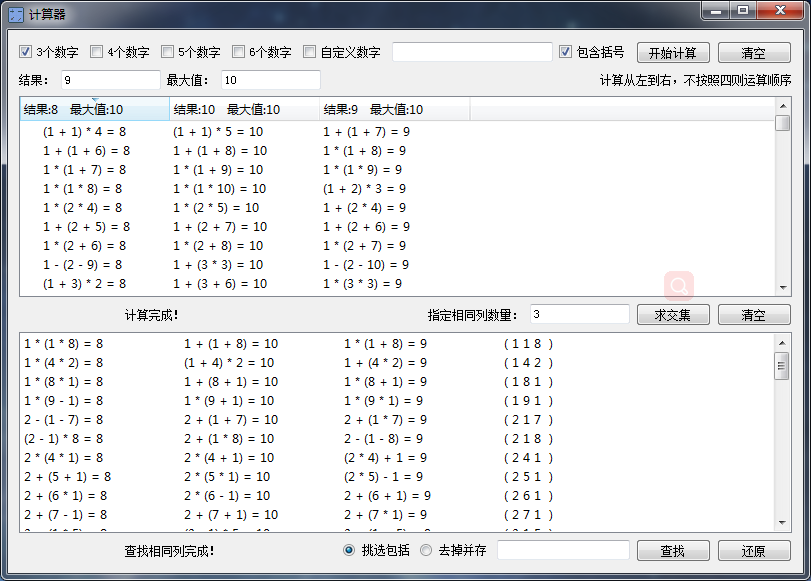 计算器
3个数字 4个数字 5个数字 6个数字 自定义数字 包含括号 开始计算 清空
结果： 9 最大值： 10 计算从左到右，不按照四则运算顺序
结果:8 最大值:10 结果:10 最大值:10 结果:9 最大值:10
(1 + 1) * 4 = 8 (1 + 1) * 5 = 10 1 + (1 + 7) = 9
1 + (1 + 6) = 8 1 + (1 + 8) = 10 1 * (1 + 8) = 9
1 * (1 + 7) = 8 1 * (1 + 9) = 10 1 * (1 * 9) = 9
1 * (1 * 8) = 8 1 * (1 * 10) = 10 (1 + 2) * 3 = 9
1 * (2 * 4) = 8 1 * (2 * 5) = 10 1 + (2 * 4) = 9
1 + (2 + 5) = 8 1 + (2 + 7) = 10 1 + (2 + 6) = 9
1 * (2 + 6) = 8 1 * (2 + 8) = 10 1 * (2 + 7) = 9
1 - (2 - 9) = 8 1 + (3 * 3) = 10 1 - (2 - 10) = 9
(1 + 3) * 2 = 8 1 + (3 + 6) = 10 1 * (3 * 3) = 9
计算完成！ 指定相同列数量： 3 求交集 清空
1 * (1 * 8) = 8 1 + (1 + 8) = 10 1 * (1 + 8) = 9 ( 1 1 8 )
1 * (4 * 2) = 8 (1 + 4) * 2 = 10 1 + (4 * 2) = 9 ( 1 4 2 )
1 * (8 * 1) = 8 1 + (8 + 1) = 10 1 * (8 + 1) = 9 ( 1 8 1 )
1 * (9 - 1) = 8 1 * (9 + 1) = 10 1 * (9 * 1) = 9 ( 1 9 1 )
2 - (1 - 7) = 8 2 + (1 + 7) = 10 2 + (1 * 7) = 9 ( 2 1 7 )
(2 - 1) * 8 = 8 2 + (1 * 8) = 10 2 - (1 - 8) = 9 ( 2 1 8 )
2 * (4 * 1) = 8 2 * (4 + 1) = 10 (2 * 4) + 1 = 9 ( 2 4 1 )
2 + (5 + 1) = 8 2 * (5 * 1) = 10 (2 * 5) - 1 = 9 ( 2 5 1 )
2 + (6 * 1) = 8 2 * (6 - 1) = 10 2 + (6 + 1) = 9 ( 2 6 1 )
2 + (7 - 1) = 8 2 + (7 + 1) = 10 2 + (7 * 1) = 9 ( 2 7 1 )
查找相同列完成！ 挑选包括 去掉并存 查找 还原